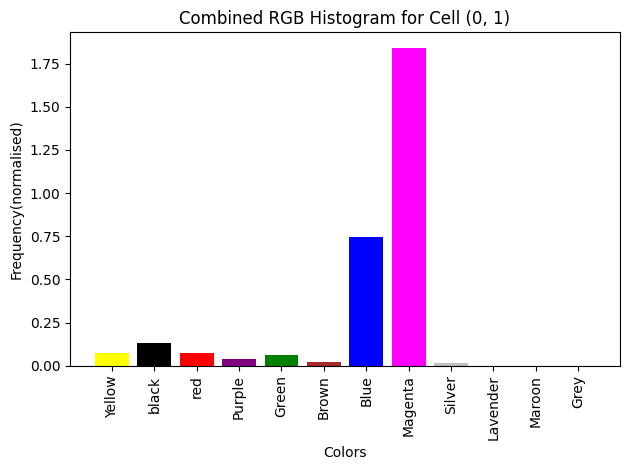 Combined RGB Histogram for Cell (0, 1)
Frequency(normalised)
1.75
1.50
1.25
1.00
0.75
0.50
0.25
0.00
Yellow
black
red
Purple
Green
Brown
Blue
Magenta
Silver
Lavender
Maroon
Grey
Colors